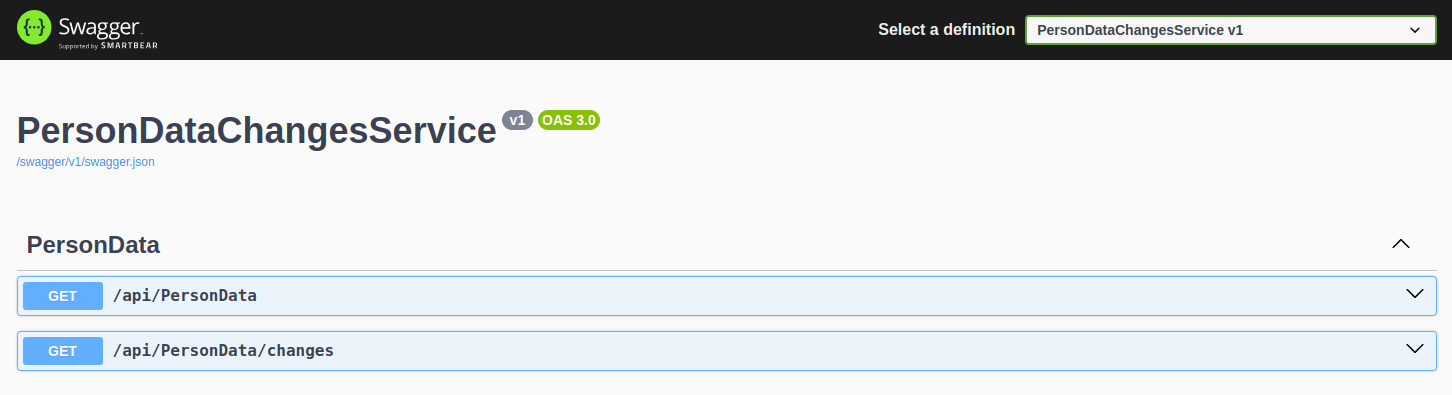 Swagger
Supported by SMARTBEAR
Select a definition
PersonDataChangesService v1
PersonDataChangesService v1 OAS 3.0
/swagger/v1/swagger.json
PersonData
GET /api/PersonData
GET /api/PersonData/changes